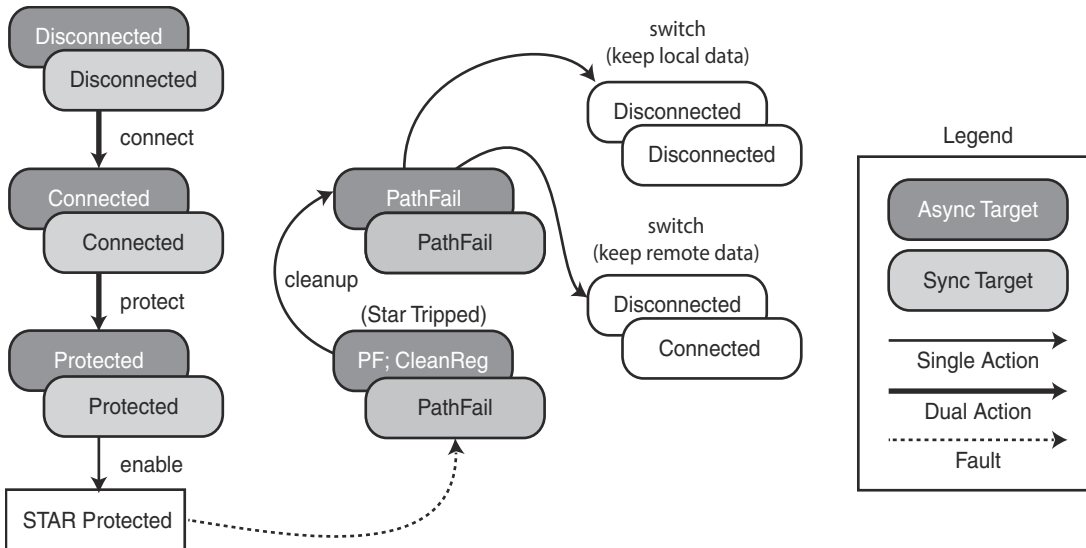 Disconnected
Disconnected
connect
Connected
Connected
protect
Protected
Protected
enable
STAR Protected
switch
(keep local data)
Disconnected
Disconnected
PathFail
PathFail
cleanup
switch
(keep remote data)
Disconnected
Connected
(Star Tripped)
PF; CleanReg
PathFail
Legend
Async Target
Sync Target
Single Action
Dual Action
Fault